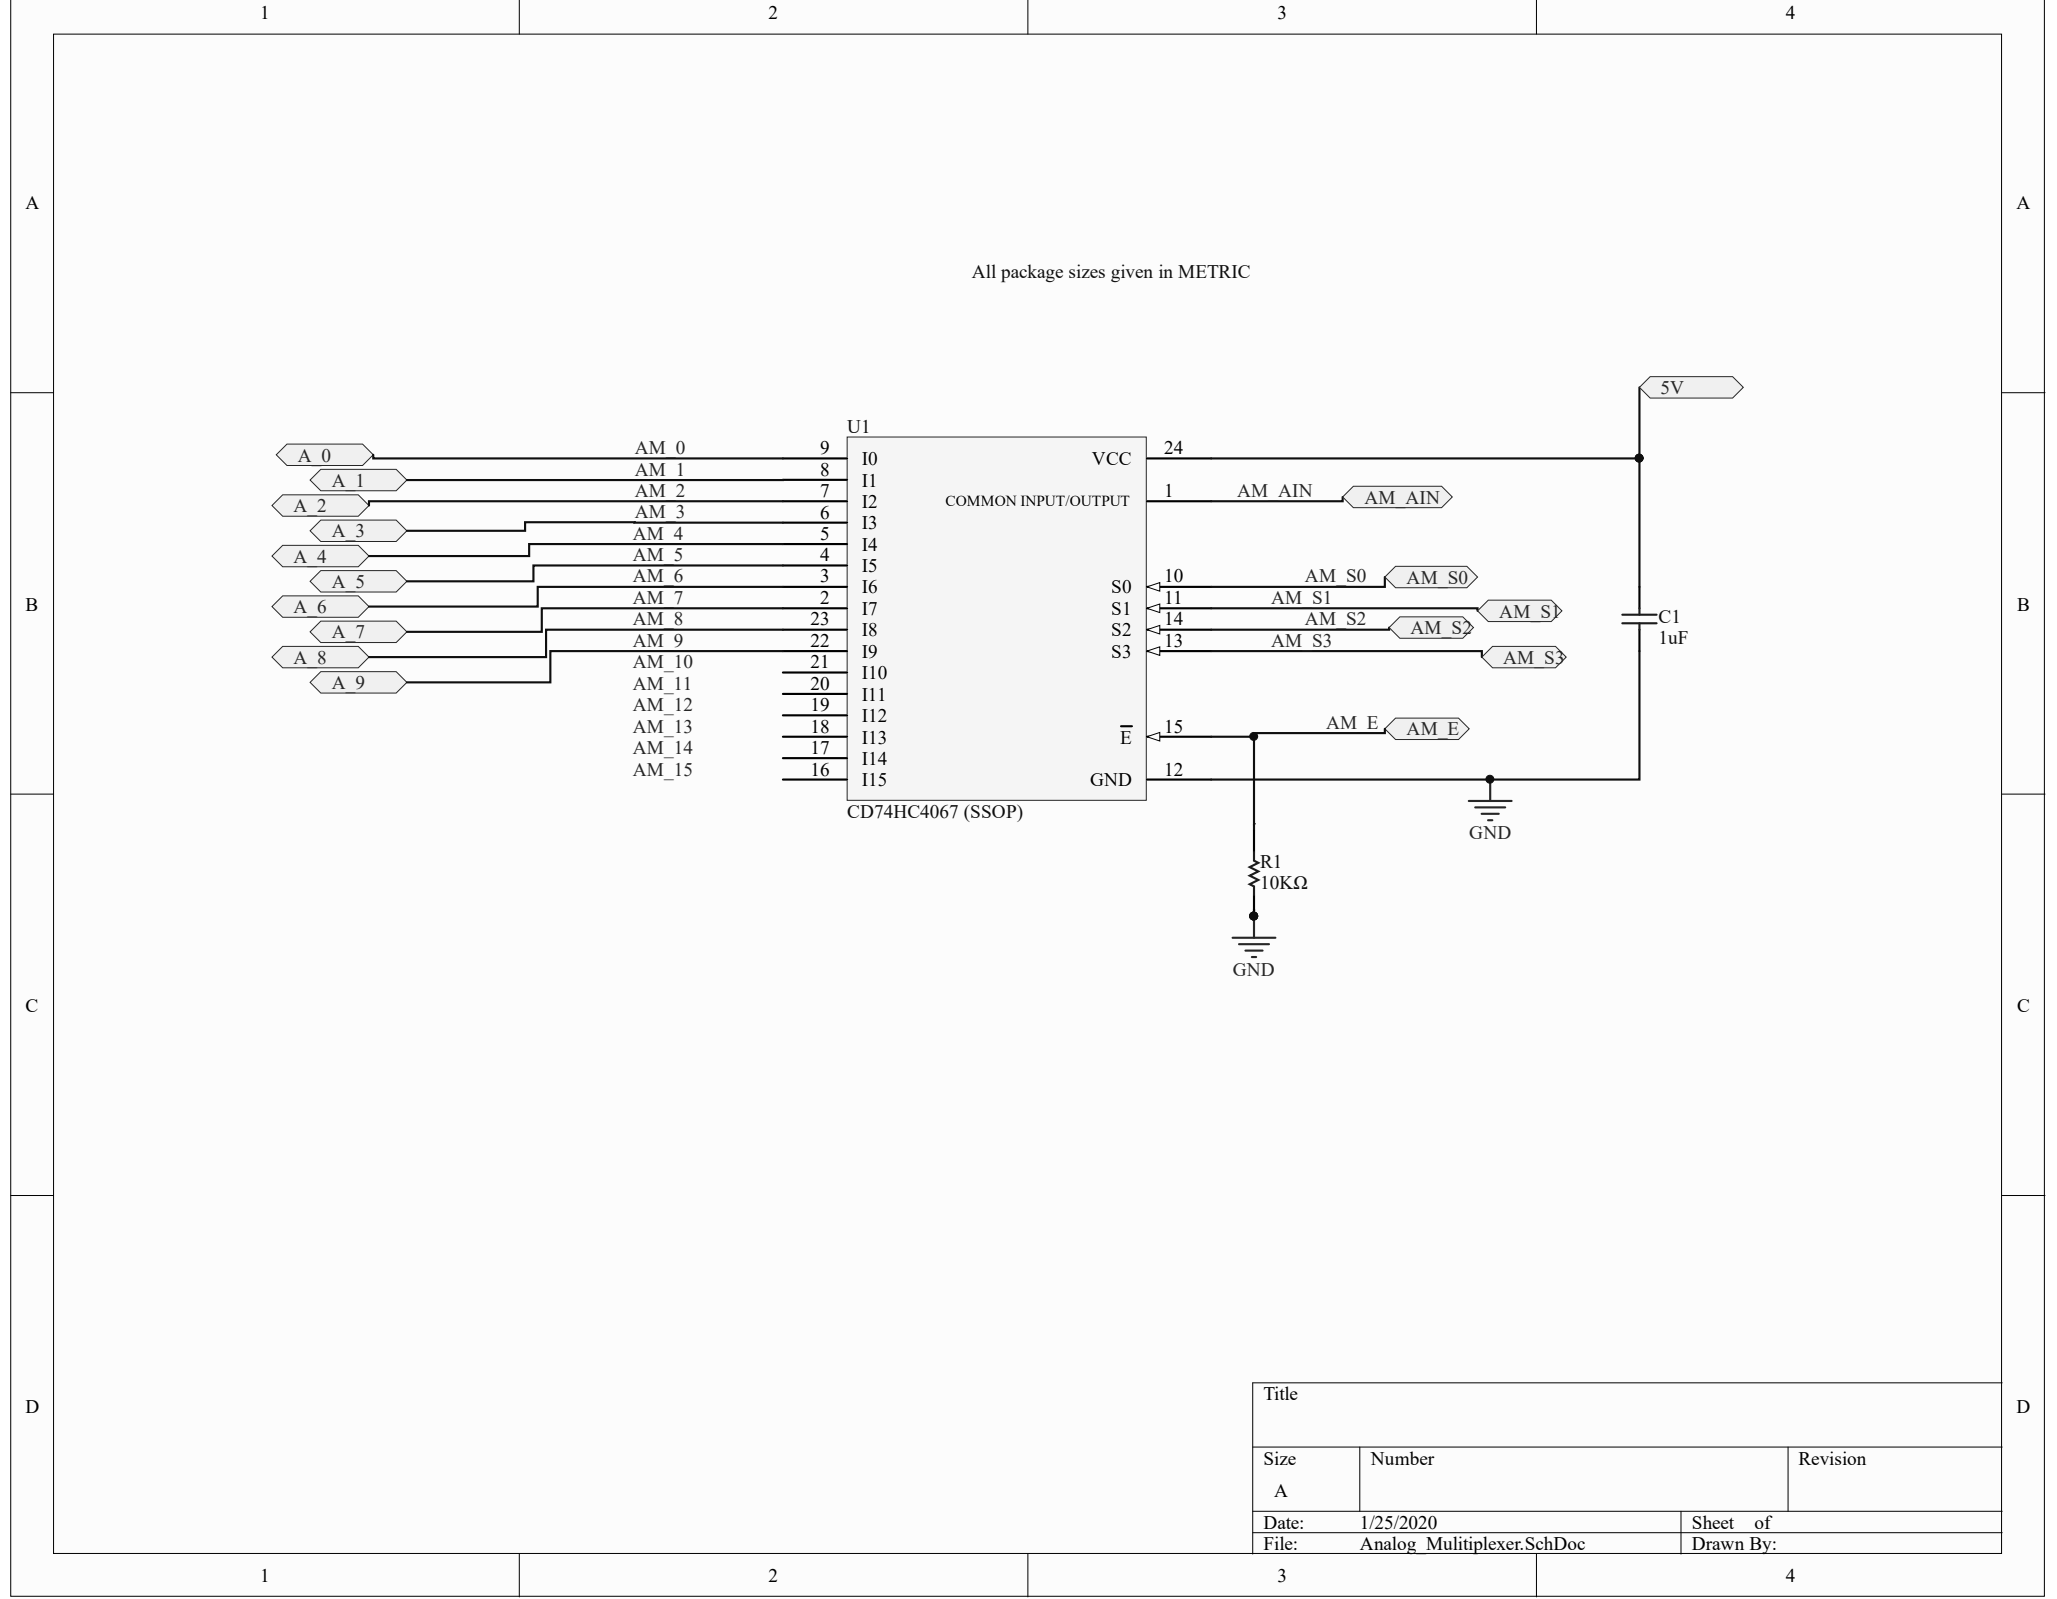 1 2 3 4
A A
All package sizes given in METRIC
5V
U1
A_0 AM_0 9 I0 VCC 24
A_1 AM_1 8 I1
A_2 AM_2 7 I2 COMMON INPUT/OUTPUT 1 AM_AIN AM_AIN
A_3 AM_3 6 I3
A_4 AM_4 5 I4
A_5 AM_5 4 I5
A_6 AM_6 3 I6 S0 10 AM_S0 AM_S0
B A_7 AM_7 2 I7 S1 11 AM_S1 AM_S1 C1 B
A_8 AM_8 23 I8 S2 14 AM_S2 AM_S2 1uF
A_9 AM_9 22 I9 S3 13 AM_S3 AM_S3
AM_10 21 I10
AM_11 20 I11
AM_12 19 I12
AM_13 18 I13 E 15 AM_E AM_E
AM_14 17 I14
AM_15 16 I15 GND 12
CD74HC4067 (SSOP)
GND
R1
10KΩ
GND
C C
D D
Title
Size Number Revision
A
Date: 1/25/2020 Sheet of
File: Analog_Mulitiplexer.SchDoc Drawn By:
1 2 3 4